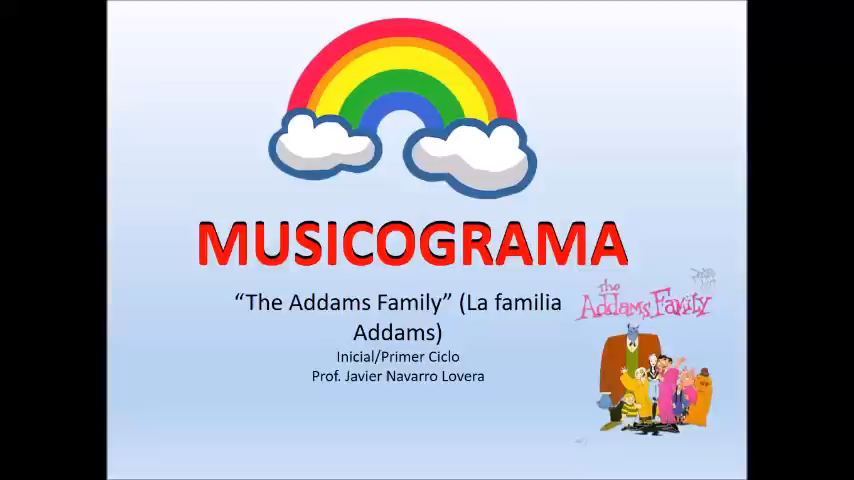 MUSICOGRAMA
“The Addams Family” (La familia
Addams)
Inicial/Primer Ciclo
Prof. Javier Navarro Lovera
the
Addams Family